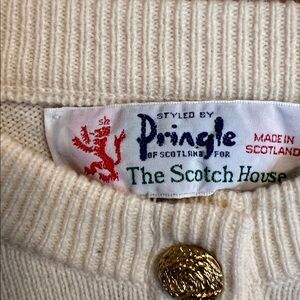 STYLED BY
Pringle
OF SCOTLAND FOR
MADE IN
SCOTLAND
The Scotch House